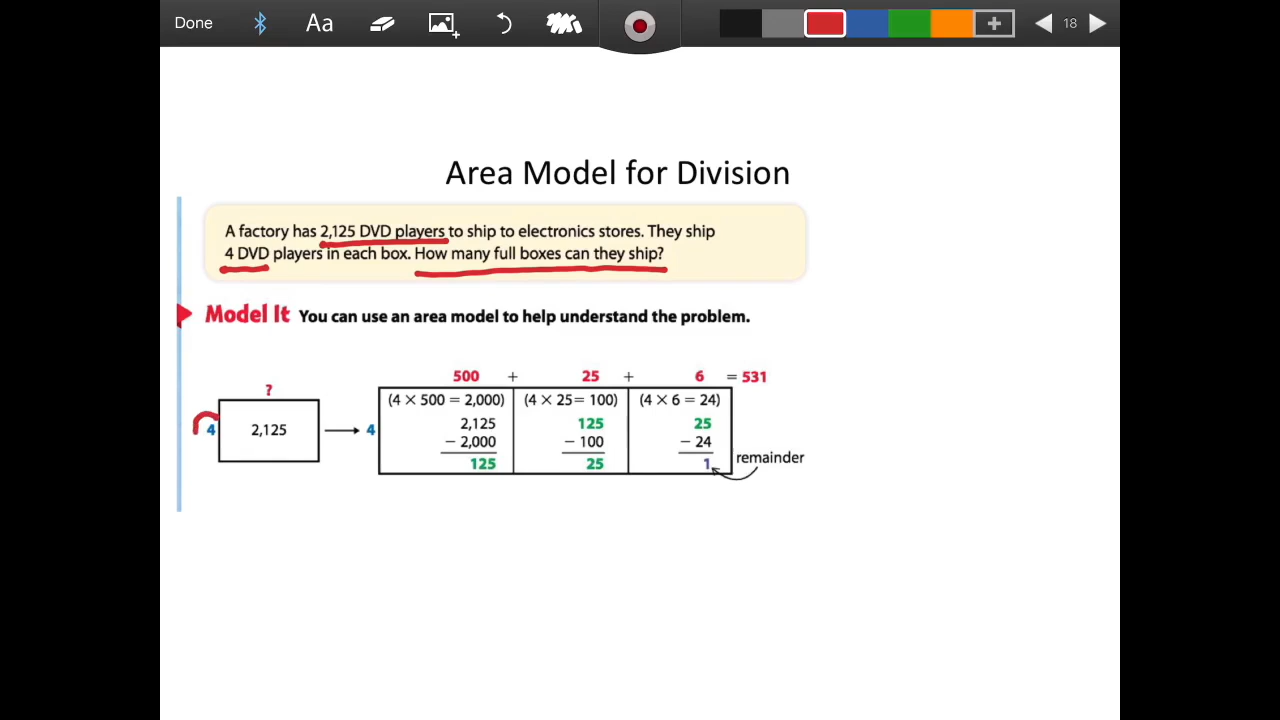 Done Aa 18
Area Model for Division
A factory has 2,125 DVD players to ship to electronics stores. They ship
4 DVD players in each box. How many full boxes can they ship?
Model It You can use an area model to help understand the problem.
?
4 2,125
500 + 25 + 6 = 531
4 (4 × 500 = 2,000) (4 × 25= 100) (4 × 6 = 24)
2,125 125 25
− 2,000 − 100 − 24
125 25 1 remainder